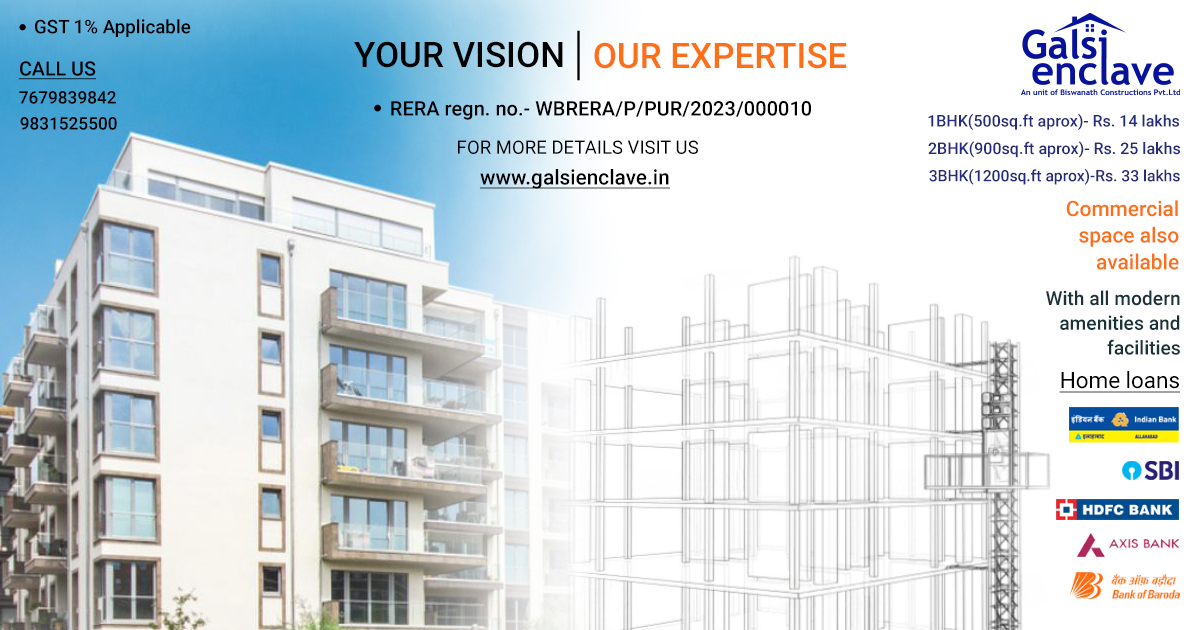 • GST 1% Applicable
CALL US
7679839842
9831525500
YOUR VISION | OUR EXPERTISE
• RERA regn. no.- WBRERA/P/PUR/2023/000010
FOR MORE DETAILS VISIT US
www.galsienclave.in
Galsi
enclave
An unit of Biswanath Constructions Pvt.Ltd
1BHK(500sq.ft aprox)- Rs. 14 lakhs
2BHK(900sq.ft aprox)- Rs. 25 lakhs
3BHK(1200sq.ft aprox)-Rs. 33 lakhs
Commercial
space also
available
With all modern
amenities and
facilities
Home loans
इंडियन बैंक Indian Bank
इलाहाबाद ALLAHABAD
SBI
HDFC BANK
AXIS BANK
बैंक ऑफ़ बड़ौदा
Bank of Baroda